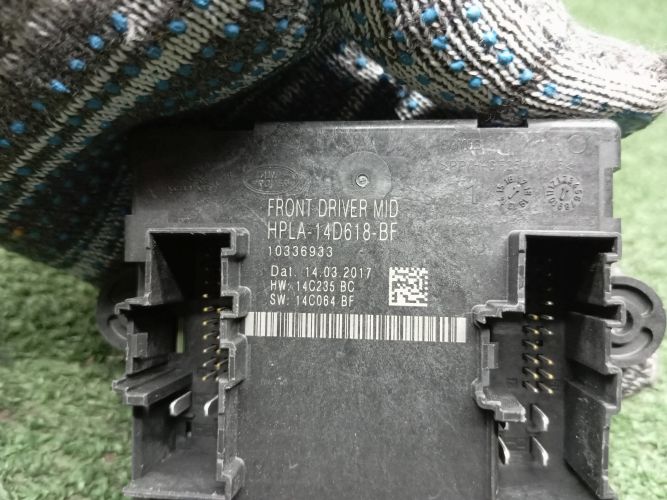 FRONT DRIVER MID
HPLA-14D618-BF
10336933
Dat. 14.03.2017
HW: 14C235 BC
SW: 14C064 BF